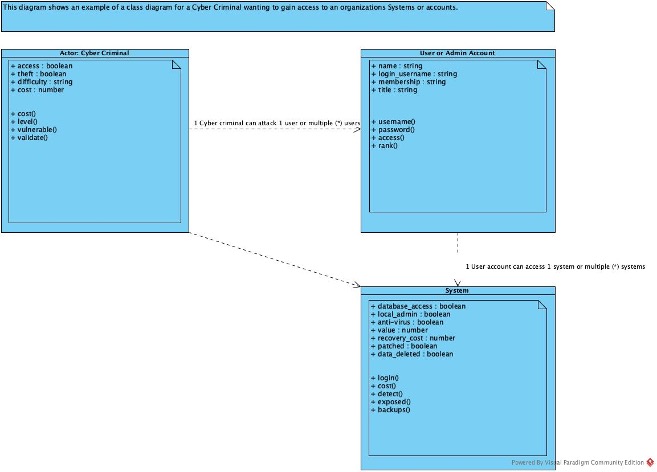 This diagram shows an example of a class diagram for a Cyber Criminal wanting to gain access to an organizations Systems or accounts.
Actor: Cyber Criminal
+ access : boolean
+ theft : boolean
+ difficulty : string
+ cost : number
+ cost()
+ level()
+ vulnerable()
+ validate()
1 Cyber criminal can attack 1 user or multiple (*) users
User or Admin Account
+ name : string
+ login_username : string
+ membership : string
+ title : string
+ username()
+ password()
+ access()
+ rank()
1 User account can access 1 system or multiple (*) systems
System
+ database_access : boolean
+ local_admin : boolean
+ anti-virus : boolean
+ value : number
+ recovery_cost : number
+ patched : boolean
+ data_deleted : boolean
+ login()
+ cost()
+ detect()
+ exposed()
+ backups()
Powered By Visual Paradigm Community Edition